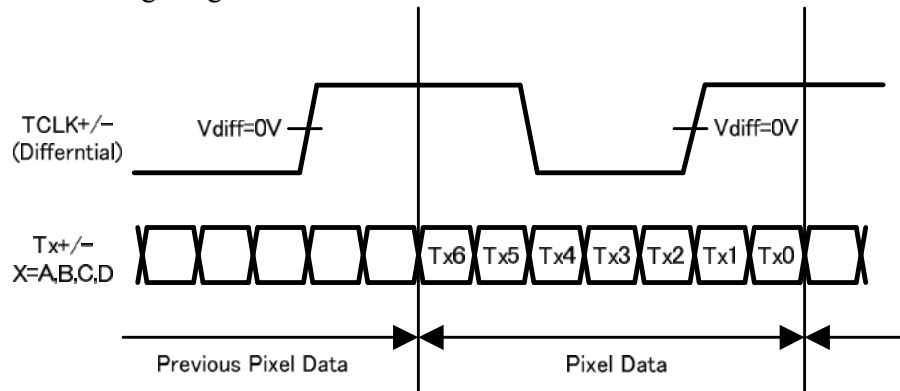 TCLK+/-
(Differntial)
Vdiff=0V
Vdiff=0V
Tx+/-
X=A,B,C,D
Tx6 Tx5 Tx4 Tx3 Tx2 Tx1 Tx0
Previous Pixel Data
Pixel Data